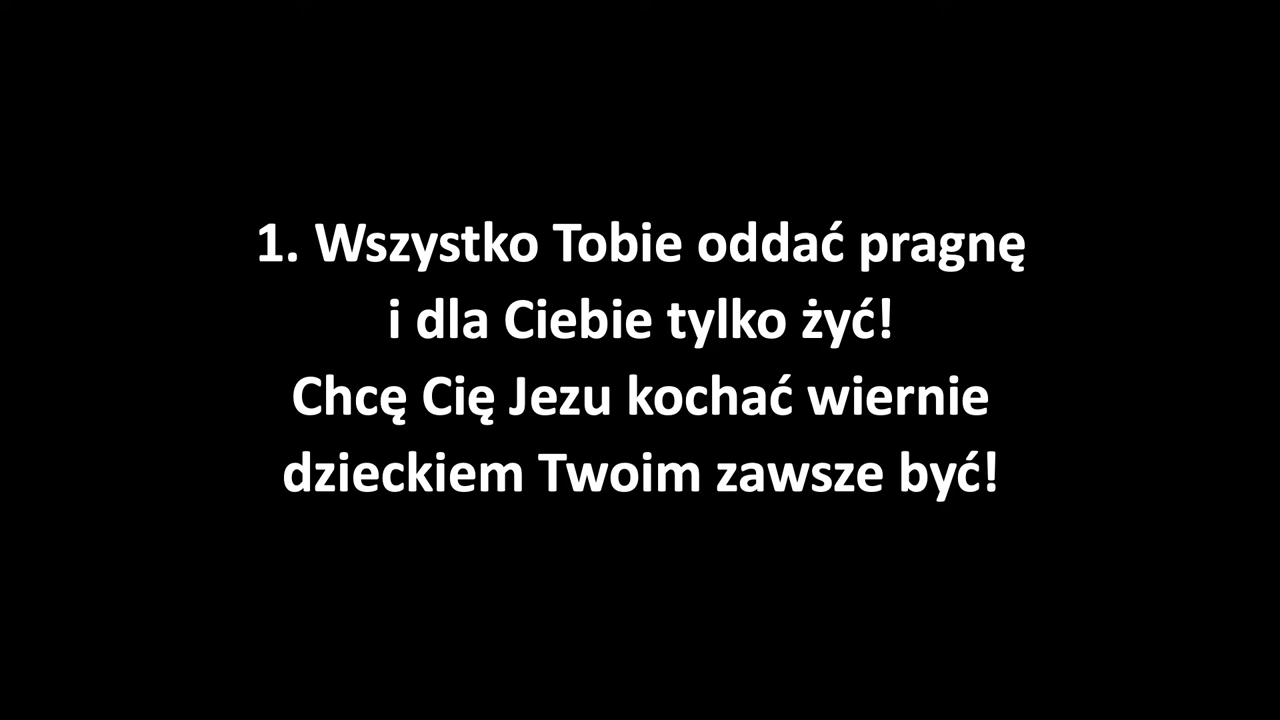 1. Wszystko Tobie oddać pragnę
i dla Ciebie tylko żyć!
Chcę Cię Jezu kochać wiernie
dzieckiem Twoim zawsze być!